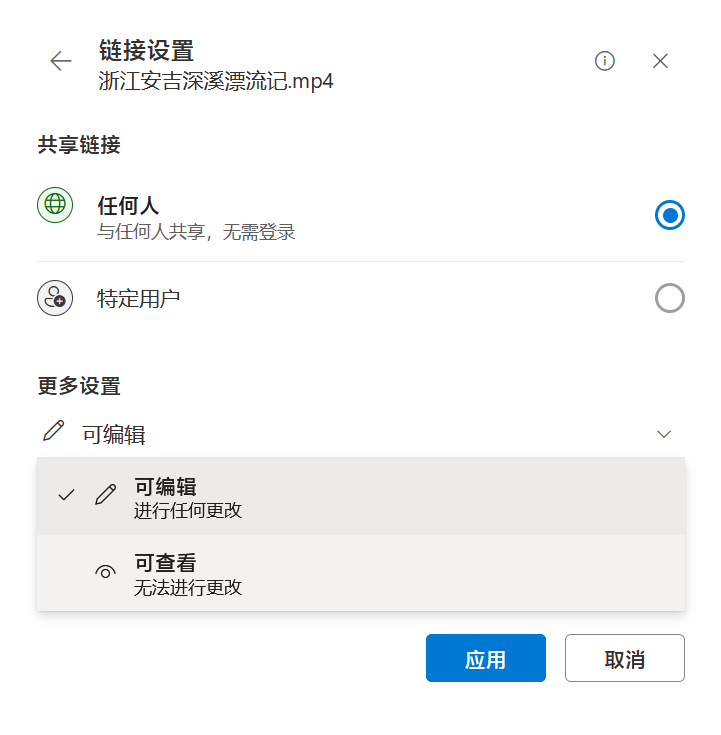 链接设置
浙江安吉深溪漂流记.mp4
共享链接
任何人
与任何人共享，无需登录
特定用户
更多设置
可编辑
可编辑
进行任何更改
可查看
无法进行更改
应用
取消